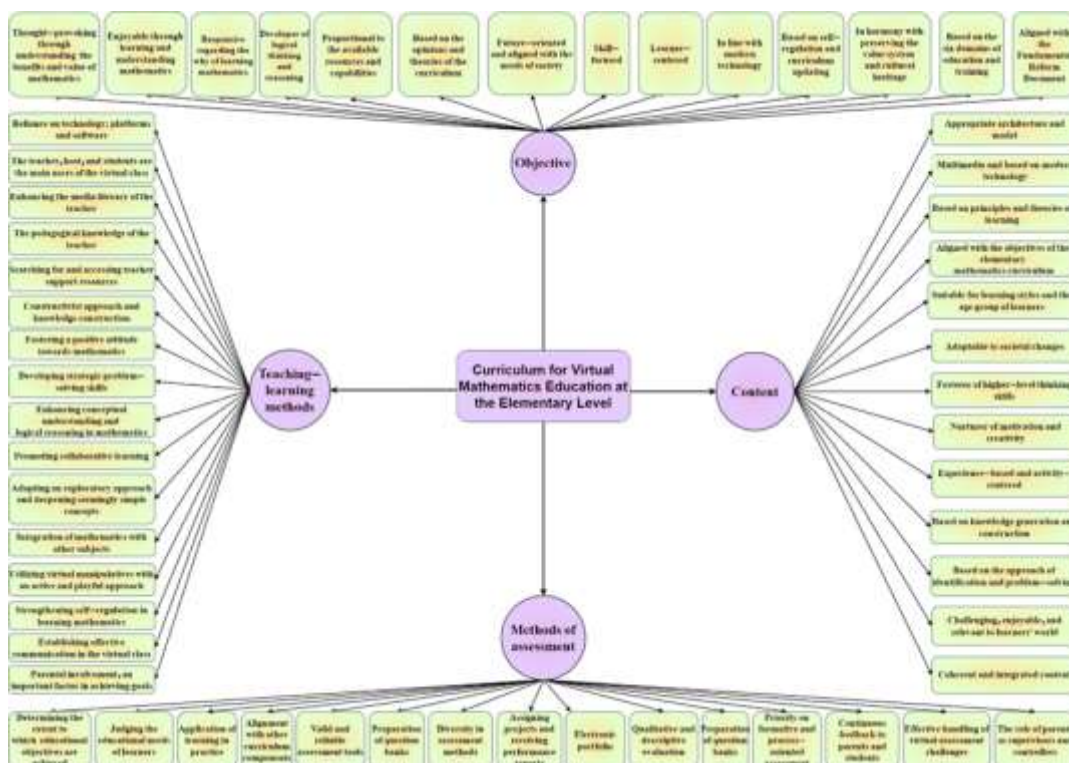 Thought-provoking
through
understanding the
benefits and value of
mathematics
Enjoyable through
learning and
understanding
mathematics
Responsive
regarding the
why of learning
mathematics
Developer of
logical
thinking
and
reasoning
Proportional to
the available
resources and
capabilities
Based on the
opinions and
theories of the
curriculum
Future-oriented
and aligned with the
needs of society
Skill-
focused
Learner-
centered
In line with
modern
technology
Based on self-
regulation and
curriculum
updating
In harmony with
preserving the
value system
and cultural
heritage
Based on the
six domains of
education and
training
Aligned with
the
Fundamental
Reform
Document
Objective
Reliance on technology, platforms
and software
The teacher, host, and students are
the main users of the virtual class
Enhancing the media literacy of the
teacher
The pedagogical knowledge of the
teacher
Searching for and accessing teacher
support resources
Constructivist approach and
knowledge construction
Fostering a positive attitude
towards mathematics
Developing strategic problem-
solving skills
Enhancing conceptual
understanding and
logical reasoning in mathematics
Promoting collaborative learning
Adopting an exploratory approach
and deepening seemingly simple
concepts
Integration of mathematics with
other subjects
Utilizing virtual manipulatives with
an active and playful approach
Strengthening self-regulation in
learning mathematics
Establishing effective
communication in the virtual class
Parental involvement, an
important factor in achieving goals
Teaching-
learning
methods
Curriculum for Virtual
Mathematics Education at
the Elementary Level
Content
Appropriate architecture and
model
Multimedia and based on modern
technology
Based on principles and theories of
learning
Aligned with the objectives of the
elementary
mathematics curriculum
Suitable for learning styles and the
age group of learners
Adaptable to societal changes
Fosters of higher-level thinking
skills
Nurturer of motivation and
creativity
Experience-based and activity-
centered
Based on knowledge generation and
construction
Based on the approach of
identification and problem-solving
Challenging, enjoyable, and
relevant to learners' world
Coherent and integrated content
Methods of
assessment
Determining the
extent to
which educational
objectives are
achieved
Judging the
educational needs
of learners
Application of
learning in
practice
Alignment
with other
curriculum
components
Valid and
reliable
assessment tools
Preparation
of question
banks
Diversity in
assessment
methods
Assigning
projects and
receiving
performance
Electronic
portfolio
Qualitative and
descriptive
evaluation
Preparation
of question
banks
Priority on
formative and
process-
oriented
assessment
Continuous
feedback to
parents and
students
Effective handling of
virtual assessment
challenges
The role of parents
as supervisors and
controllers